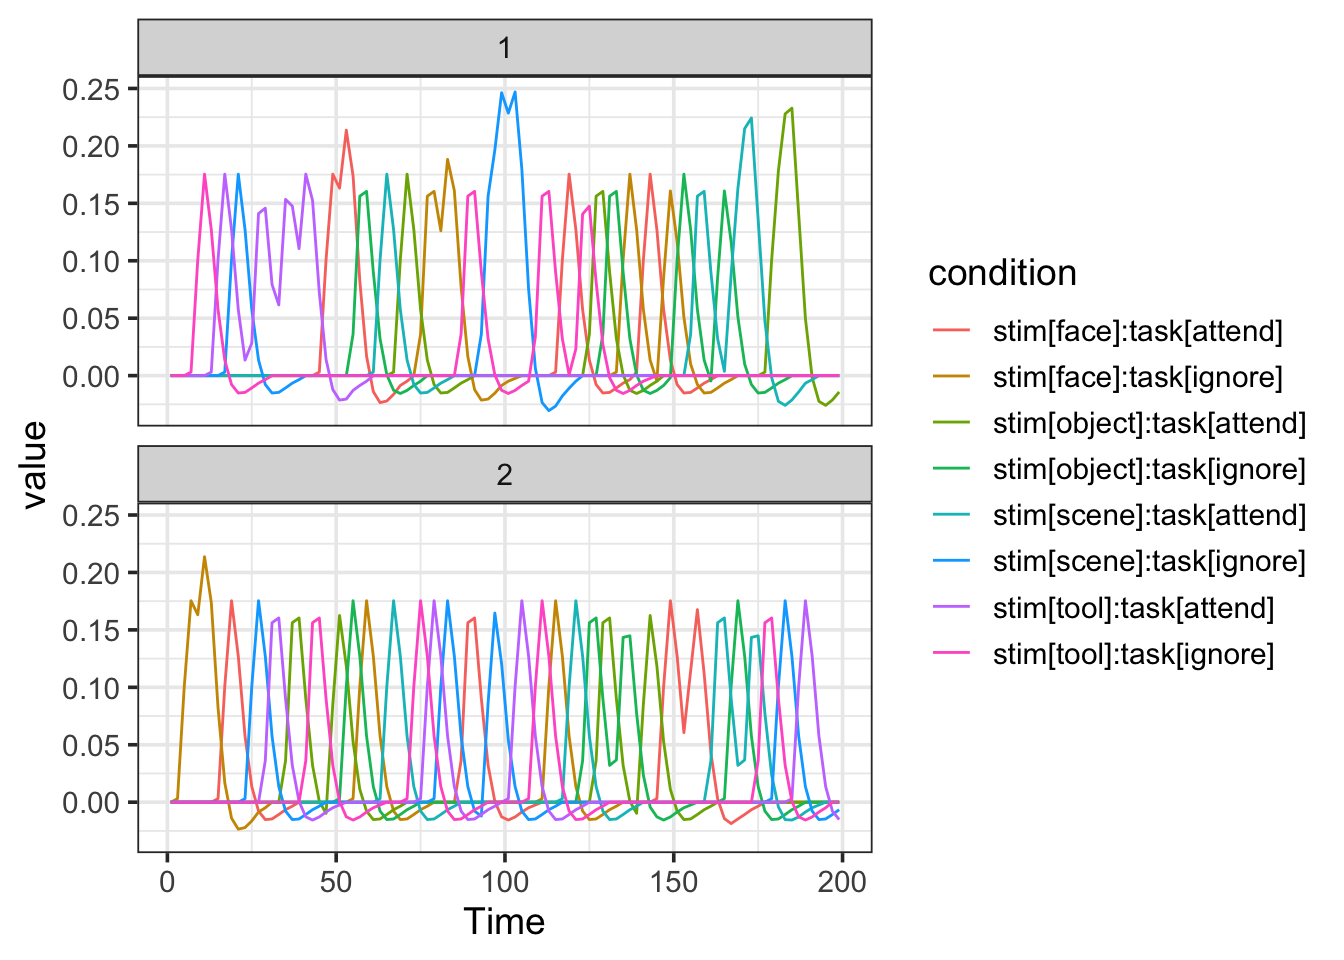 1
0.25
0.20
0.15
0.10
0.05
0.00
value
2
0.25
0.20
0.15
0.10
0.05
0.00
0 50 100 150 200
Time
condition
stim[face]:task[attend]
stim[face]:task[ignore]
stim[object]:task[attend]
stim[object]:task[ignore]
stim[scene]:task[attend]
stim[scene]:task[ignore]
stim[tool]:task[attend]
stim[tool]:task[ignore]